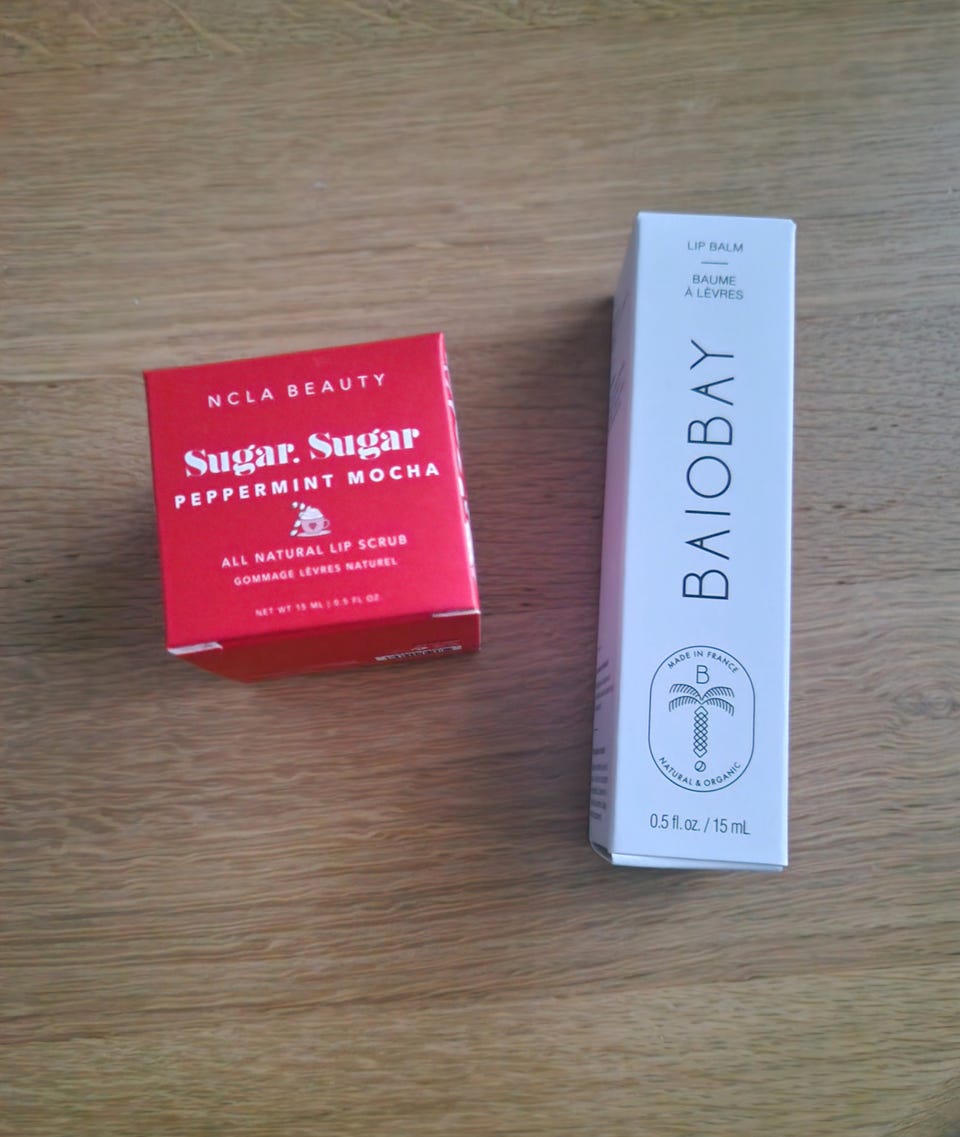 NCLA BEAUTY
Sugar. Sugar
PEPPERMINT MOCHA
ALL NATURAL LIP SCRUB
GOMMAGE LÈVRES NATUREL
NET WT 15 ML | 0.5 FL OZ.
LIP BALM
BAUME
À LÈVRES
BAIOBAY
MADE IN FRANCE
B
NATURAL & ORGANIC
0.5 fl. oz. / 15 mL